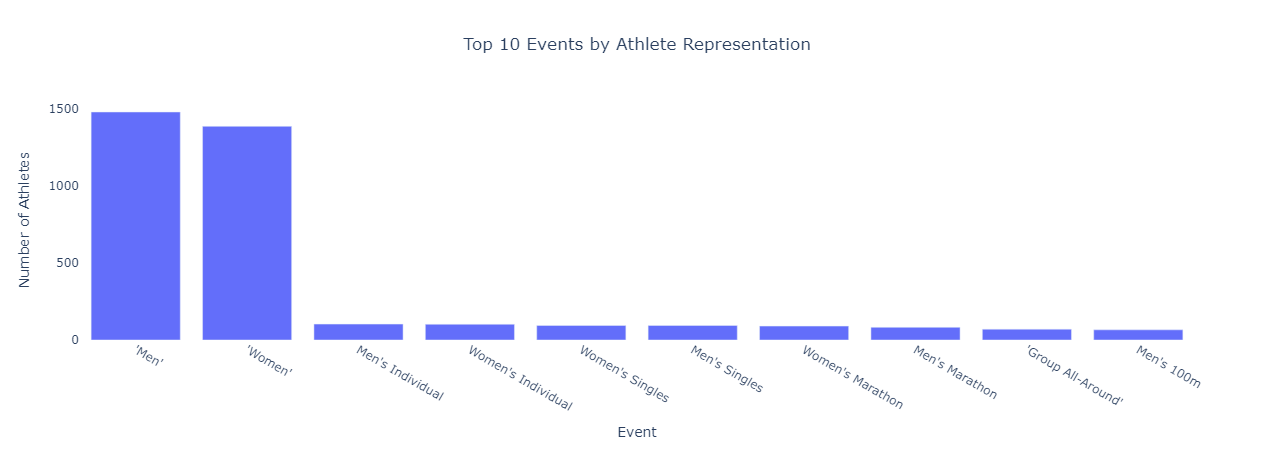 Top 10 Events by Athlete Representation
Number of Athletes
1500
1000
500
0
'Men'
'Women'
Men's Individual
Women's Individual
Women's Singles
Men's Singles
Women's Marathon
Men's Marathon
'Group All-Around'
Men's 100m
Event